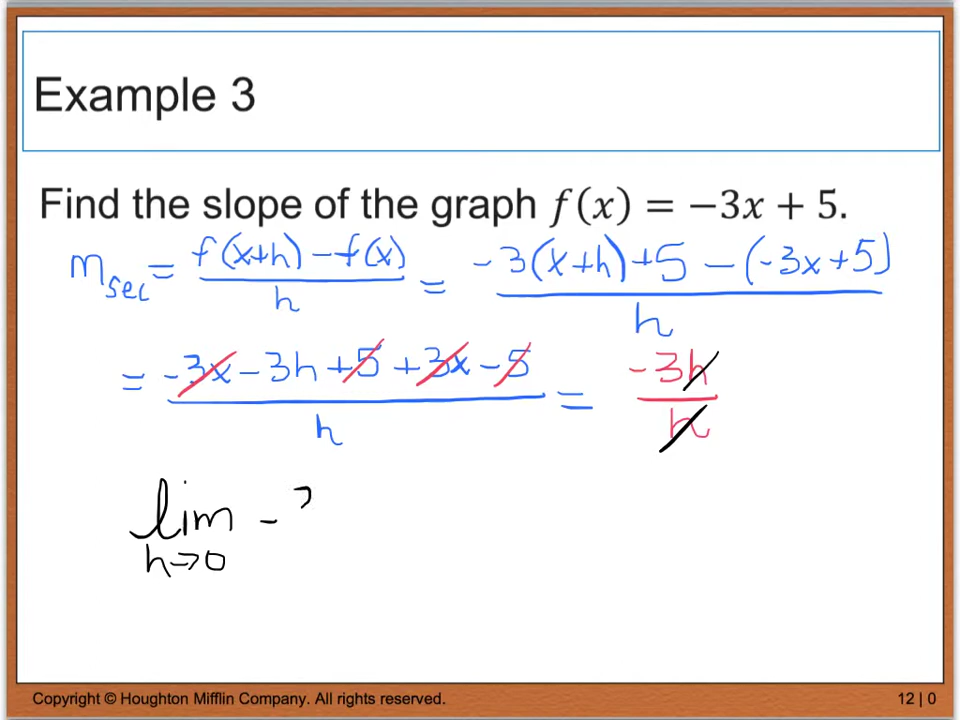 Example 3
Find the slope of the graph f(x) = −3x + 5.
m_sec = (f(x+h) − f(x))/h = (-3(x+h)+5 − (-3x+5))/h
= (-3x − 3h + 5 + 3x − 5)/h = (-3h)/h
lim h→0 -
Copyright © Houghton Mifflin Company. All rights reserved. 12 | 0